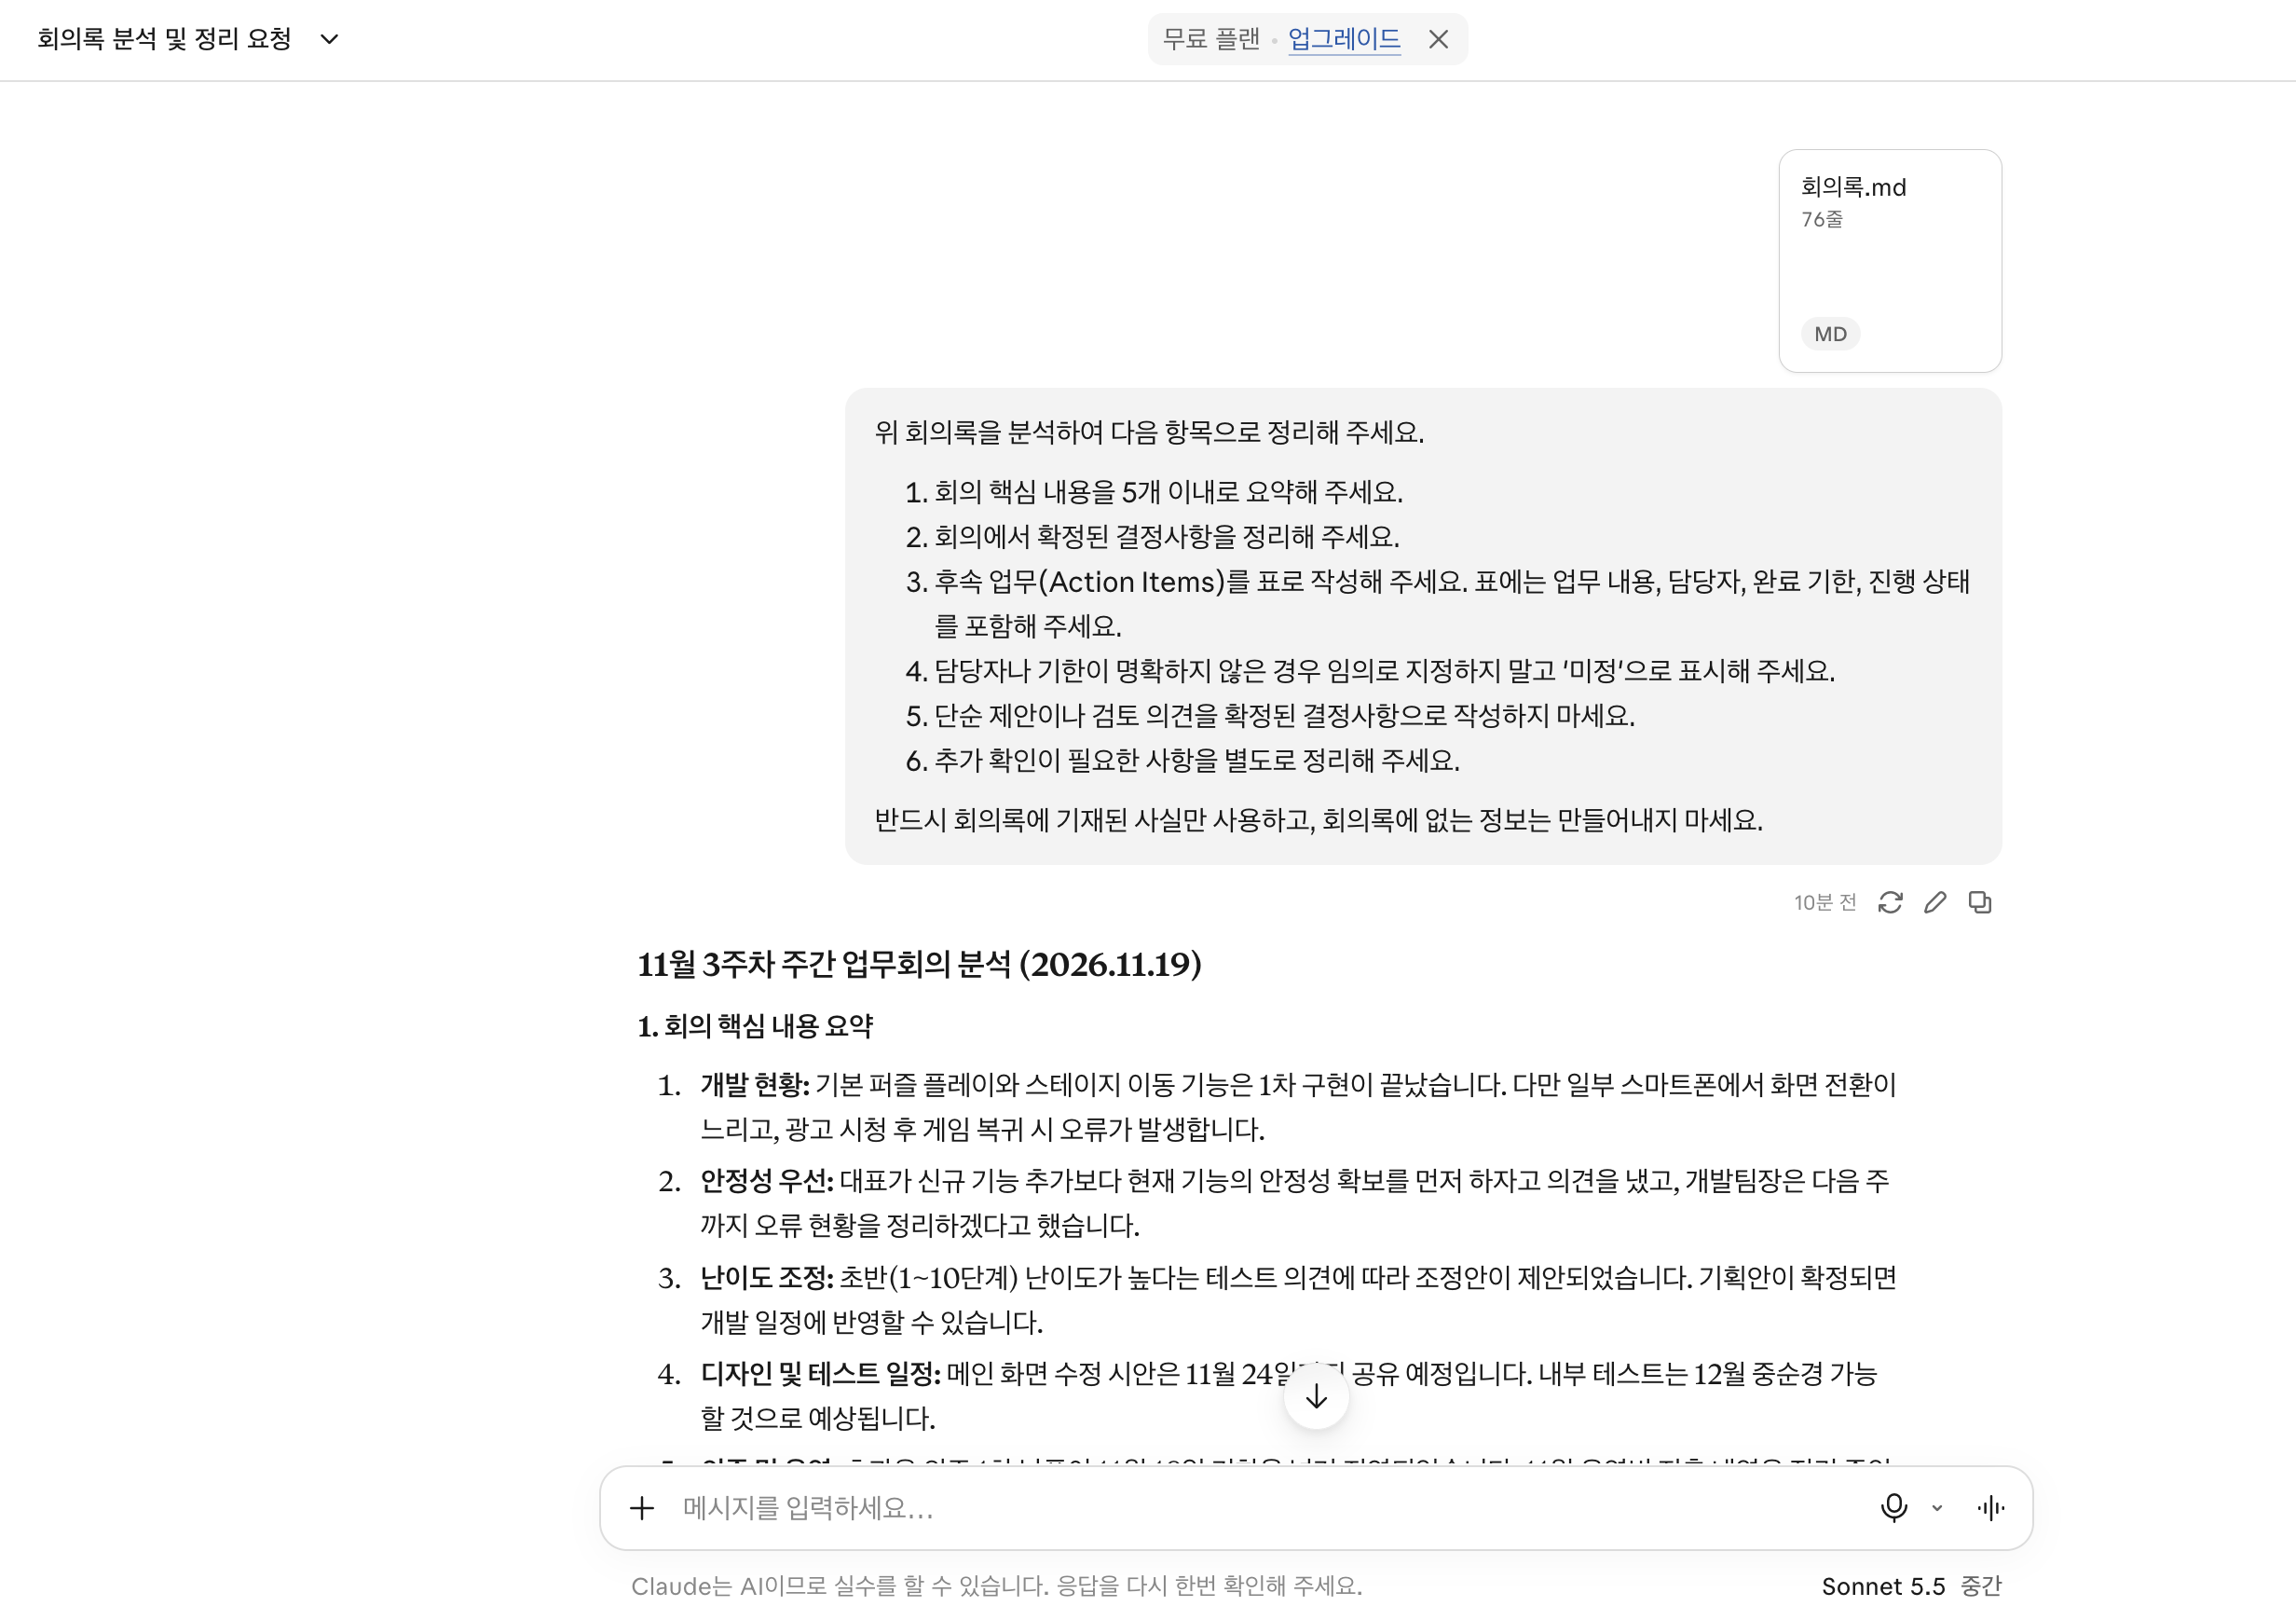 회의록 분석 및 정리 요청
무료 플랜 • 업그레이드
회의록.md
76줄
MD
위 회의록을 분석하여 다음 항목으로 정리해 주세요.
1. 회의 핵심 내용을 5개 이내로 요약해 주세요.
2. 회의에서 확정된 결정사항을 정리해 주세요.
3. 후속 업무(Action Items)를 표로 작성해 주세요. 표에는 업무 내용, 담당자, 완료 기한, 진행 상태
를 포함해 주세요.
4. 담당자나 기한이 명확하지 않은 경우 임의로 지정하지 말고 '미정'으로 표시해 주세요.
5. 단순 제안이나 검토 의견을 확정된 결정사항으로 작성하지 마세요.
6. 추가 확인이 필요한 사항을 별도로 정리해 주세요.
반드시 회의록에 기재된 사실만 사용하고, 회의록에 없는 정보는 만들어내지 마세요.
10분 전
11월 3주차 주간 업무회의 분석 (2026.11.19)
1. 회의 핵심 내용 요약
1. 개발 현황: 기본 퍼즐 플레이와 스테이지 이동 기능은 1차 구현이 끝났습니다. 다만 일부 스마트폰에서 화면 전환이
느리고, 광고 시청 후 게임 복귀 시 오류가 발생합니다.
2. 안정성 우선: 대표가 신규 기능 추가보다 현재 기능의 안정성 확보를 먼저 하자고 의견을 냈고, 개발팀장은 다음 주
까지 오류 현황을 정리하겠다고 했습니다.
3. 난이도 조정: 초반(1~10단계) 난이도가 높다는 테스트 의견에 따라 조정안이 제안되었습니다. 기획안이 확정되면
개발 일정에 반영할 수 있습니다.
4. 디자인 및 테스트 일정: 메인 화면 수정 시안은 11월 24일 공유 예정입니다. 내부 테스트는 12월 중순경 가능
할 것으로 예상됩니다.
메시지를 입력하세요...
Claude는 AI이므로 실수를 할 수 있습니다. 응답을 다시 한번 확인해 주세요.
Sonnet 5.5 중간